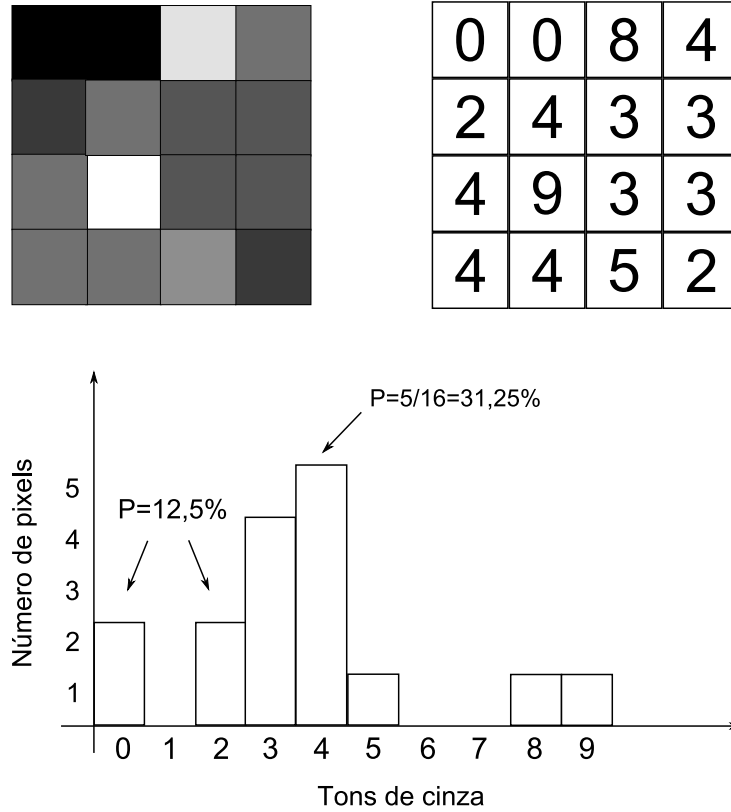 0 0 8 4
2 4 3 3
4 9 3 3
4 4 5 2
P=5/16=31,25%
P=12,5%
Número de pixels
5
4
3
2
1
0 1 2 3 4 5 6 7 8 9
Tons de cinza